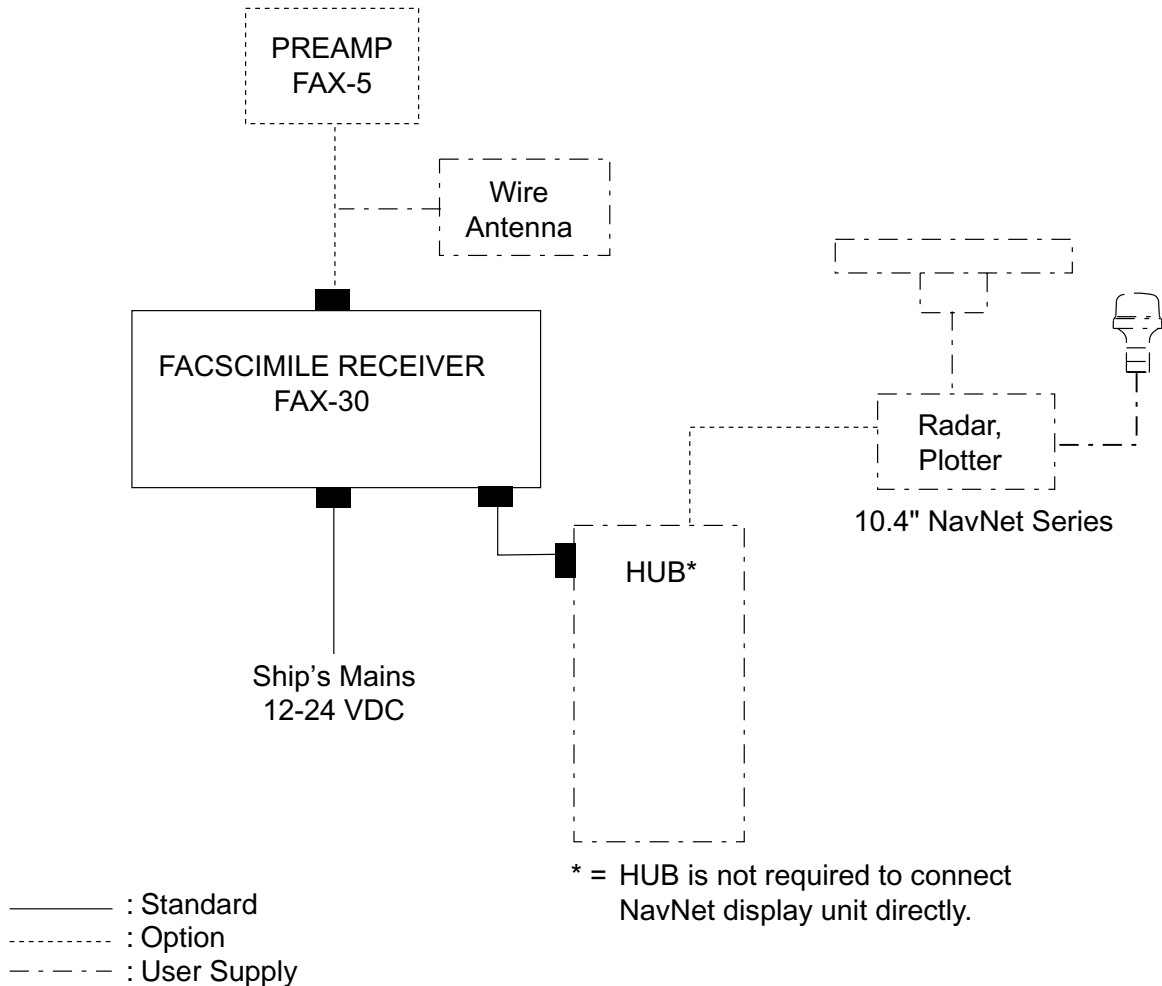 PREAMP
FAX-5
Wire
Antenna
FACSCIMILE RECEIVER
FAX-30
Radar,
Plotter
10.4" NavNet Series
HUB*
Ship’s Mains
12-24 VDC
* = HUB is not required to connect
NavNet display unit directly.
: Standard
: Option
: User Supply